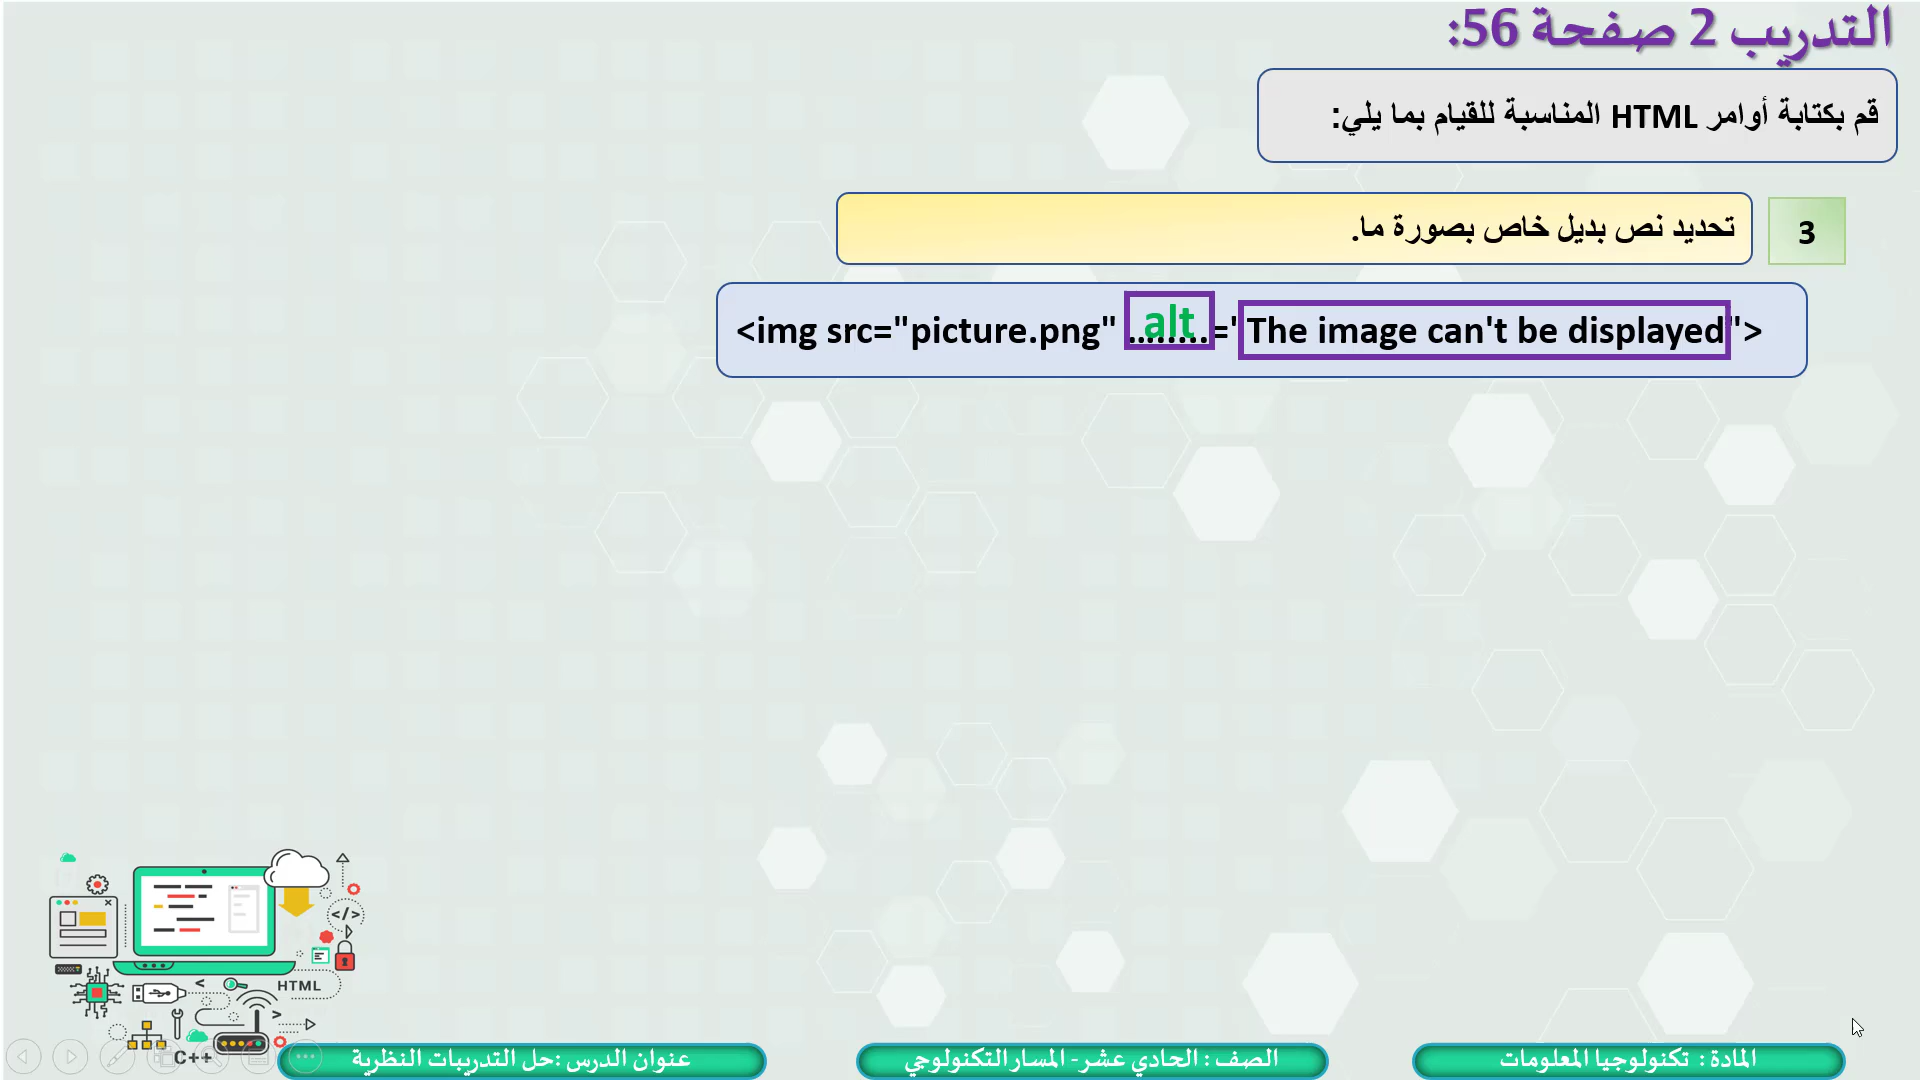 التدريب 2 صفحة 56:
قم بكتابة أوامر HTML المناسبة للقيام بما يلي:
3
تحديد نص بديل خاص بصورة ما.
<img src="picture.png" alt ........="The image can't be displayed">
</>
HTML
C++
المادة : تكنولوجيا المعلومات
الصف : الحادي عشر- المسار التكنولوجي
عنوان الدرس :حل التدريبات النظرية